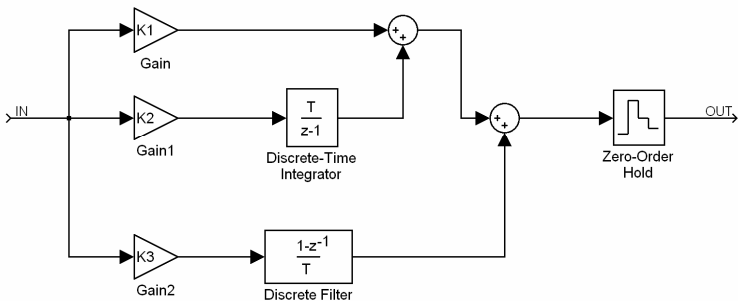 K1
+
+
Gain
IN
K2
T
z-1
+
+
OUT
Gain1
Discrete-Time
Integrator
Zero-Order
Hold
K3
1-z-1
T
Gain2
Discrete Filter